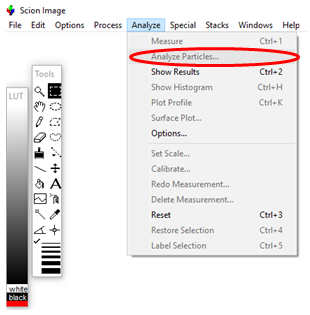 Scion Image
File Edit Options Process Analyze Special Stacks Windows Help
Measure Ctrl+1
Analyze Particles...
Show Results Ctrl+2
Show Histogram Ctrl+H
Plot Profile Ctrl+K
Surface Plot...
Options...
Set Scale...
Calibrate...
Redo Measurement...
Delete Measurement...
Reset Ctrl+3
Restore Selection Ctrl+4
Label Selection Ctrl+5
Tools
A
LUT
white
black